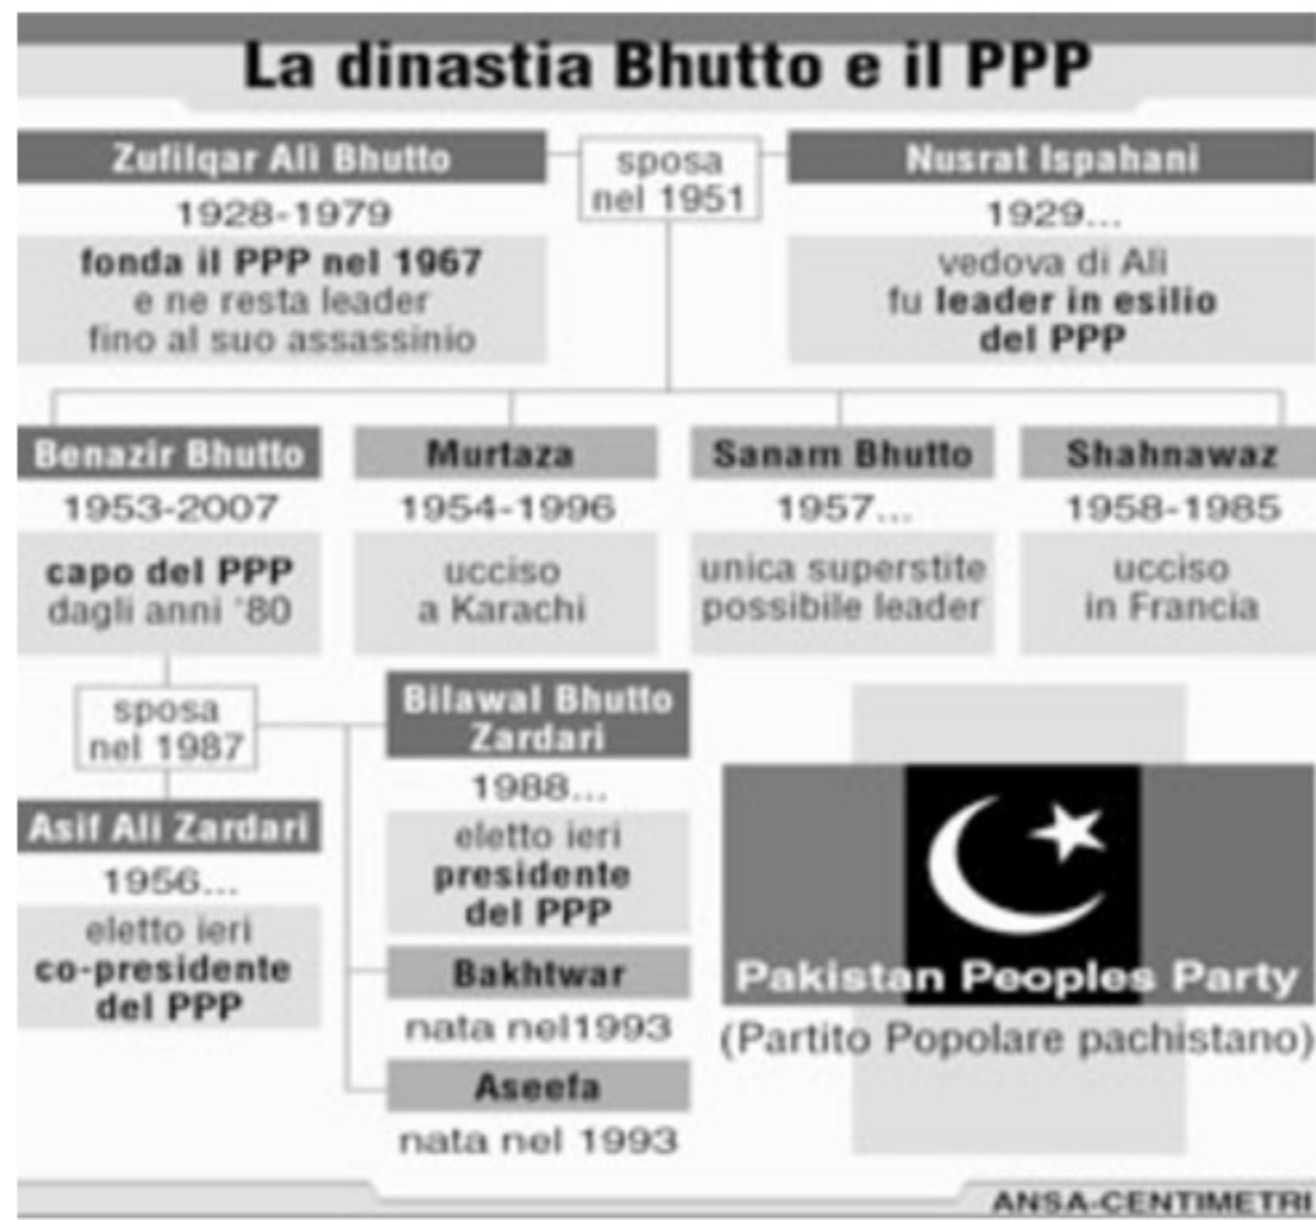 La dinastia Bhutto e il PPP
Zufilqar Alì Bhutto
1928-1979
fonda il PPP nel 1967
e ne resta leader
fino al suo assassinio
sposa
nel 1951
Nusrat Ispahani
1929...
vedova di Alì
fu leader in esilio
del PPP
Benazir Bhutto
1953-2007
capo del PPP
dagli anni '80
Murtaza
1954-1996
ucciso
a Karachi
Sanam Bhutto
1957...
unica superstite
possibile leader
Shahnawaz
1958-1985
ucciso
in Francia
sposa
nel 1987
Asif Ali Zardari
1956...
eletto ieri
co-presidente
del PPP
Bilawal Bhutto
Zardari
1988...
eletto ieri
presidente
del PPP
Bakhtwar
nata nel1993
Aseefa
nata nel 1993
Pakistan Peoples Party
(Partito Popolare pachistano)
ANSA-CENTIMETRI